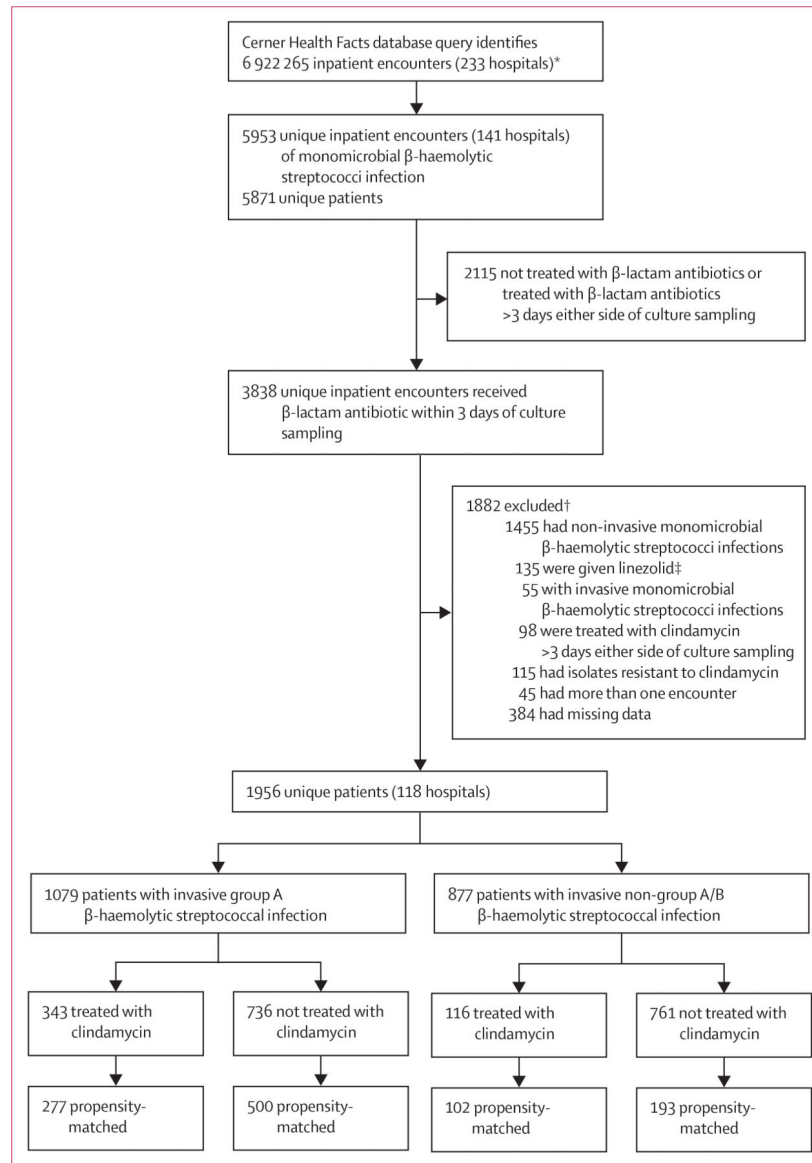 Cerner Health Facts database query identifies
6 922 265 inpatient encounters (233 hospitals)*
5953 unique inpatient encounters (141 hospitals)
of monomicrobial β-haemolytic
streptococci infection
5871 unique patients
2115 not treated with β-lactam antibiotics or
treated with β-lactam antibiotics
>3 days either side of culture sampling
3838 unique inpatient encounters received
β-lactam antibiotic within 3 days of culture
sampling
1882 excluded†
1455 had non-invasive monomicrobial
β-haemolytic streptococci infections
135 were given linezolid‡
55 with invasive monomicrobial
β-haemolytic streptococci infections
98 were treated with clindamycin
>3 days either side of culture sampling
115 had isolates resistant to clindamycin
45 had more than one encounter
384 had missing data
1956 unique patients (118 hospitals)
1079 patients with invasive group A
β-haemolytic streptococcal infection
877 patients with invasive non-group A/B
β-haemolytic streptococcal infection
343 treated with
clindamycin
736 not treated with
clindamycin
116 treated with
clindamycin
761 not treated with
clindamycin
277 propensity-
matched
500 propensity-
matched
102 propensity-
matched
193 propensity-
matched